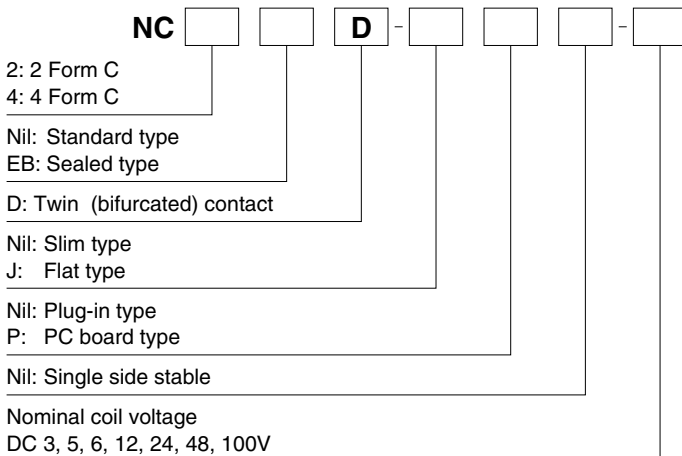 NC D - -
2: 2 Form C
4: 4 Form C
Nil: Standard type
EB: Sealed type
D: Twin (bifurcated) contact
Nil: Slim type
J: Flat type
Nil: Plug-in type
P: PC board type
Nil: Single side stable
Nominal coil voltage
DC 3, 5, 6, 12, 24, 48, 100V